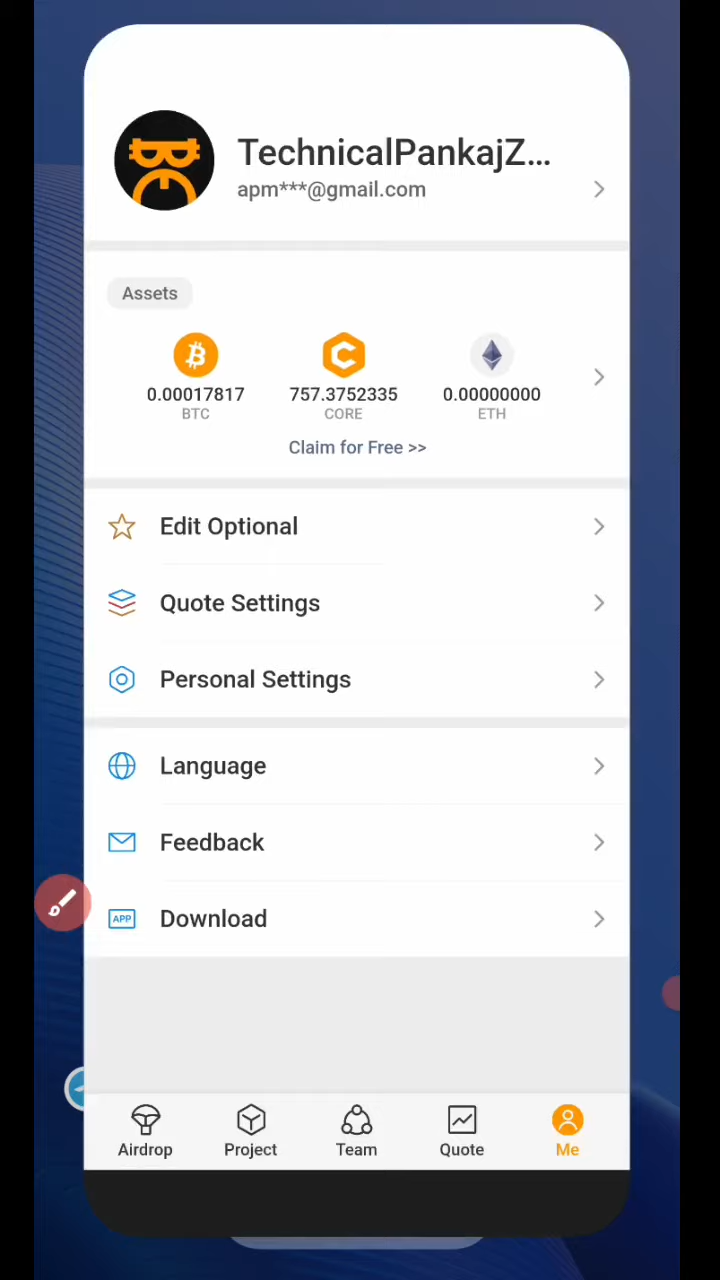 TechnicalPankajZ...
apm***@gmail.com
Assets
0.00017817 757.3752335 0.00000000
BTC CORE ETH
Claim for Free >>
Edit Optional
Quote Settings
Personal Settings
Language
Feedback
APP Download
Airdrop Project Team Quote Me